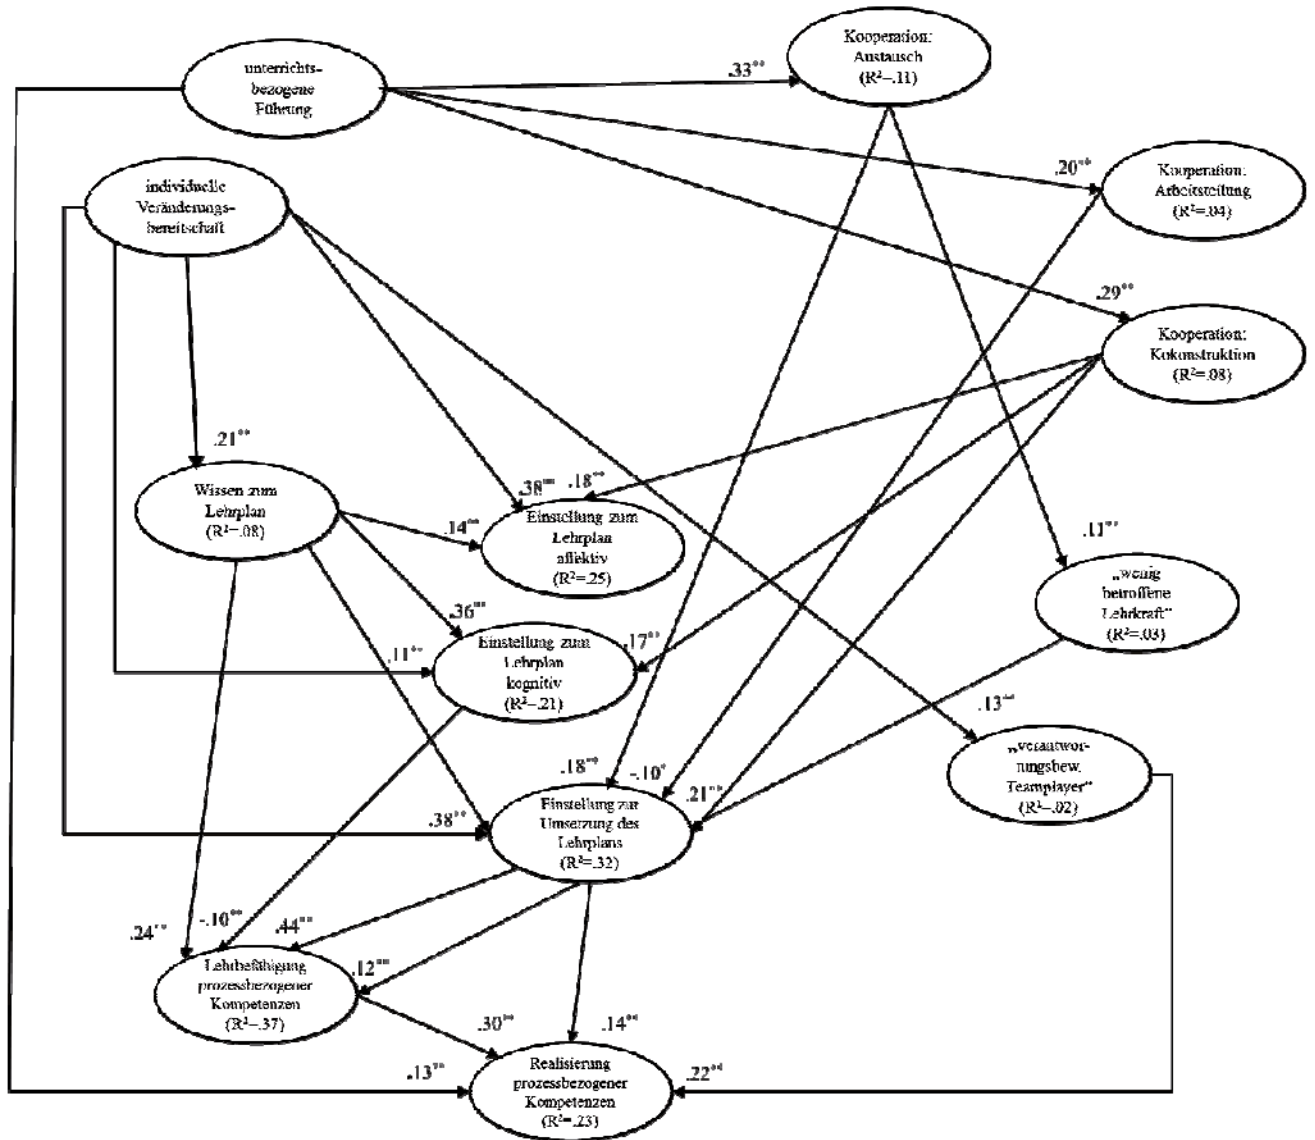 unterrichts-
bezogene
Führung
Kooperation:
Austausch
(R²=.11)
.33**
.20**
Kooperation:
Arbeitsteilung
(R²=.04)
individuelle
Veränderungs-
bereitschaft
.29**
Kooperation:
Kokonstruktion
(R²=.08)
.21**
Wissen zum
Lehrplan
(R²=.08)
.38**
.18**
.14**
Einstellung zum
Lehrplan
affektiv
(R²=.25)
.11**
„wenig
betroffene
Lehrkraft“
(R²=.03)
.36**
.11**
Einstellung zum
Lehrplan
kognitiv
(R²=.21)
.17**
.13**
„verantwor-
tungsbew.
Teamplayer“
(R²=.02)
.18**
-.10*
.21**
.38**
Einstellung zur
Umsetzung des
Lehrplans
(R²=.32)
.24**
-.10**
.44**
.12**
Lehrbefähigung
prozessbezogener
Kompetenzen
(R²=.37)
.30**
.14**
.13**
.22**
Realisierung
prozessbezogener
Kompetenzen
(R²=.23)